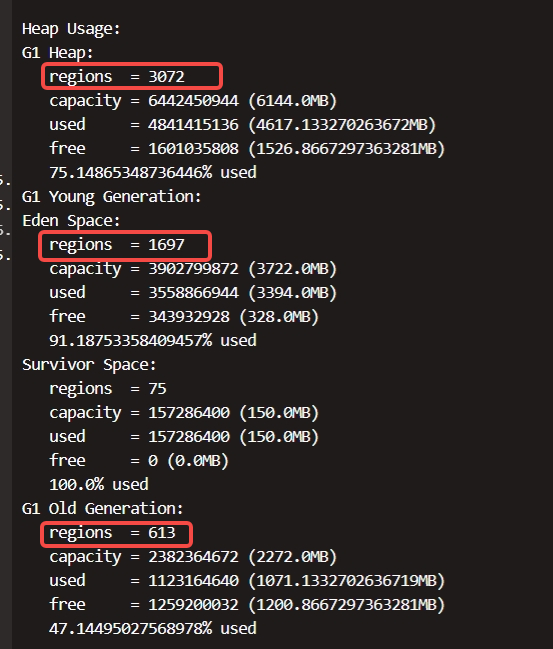 Heap Usage:
G1 Heap:
regions = 3072
capacity = 6442450944 (6144.0MB)
used = 4841415136 (4617.133270263672MB)
free = 1601035808 (1526.8667297363281MB)
75.14865348736446% used
G1 Young Generation:
Eden Space:
regions = 1697
capacity = 3902799872 (3722.0MB)
used = 3558866944 (3394.0MB)
free = 343932928 (328.0MB)
91.18753358409457% used
Survivor Space:
regions = 75
capacity = 157286400 (150.0MB)
used = 157286400 (150.0MB)
free = 0 (0.0MB)
100.0% used
G1 Old Generation:
regions = 613
capacity = 2382364672 (2272.0MB)
used = 1123164640 (1071.1332702636719MB)
free = 1259200032 (1200.8667297363281MB)
47.14495027568978% used